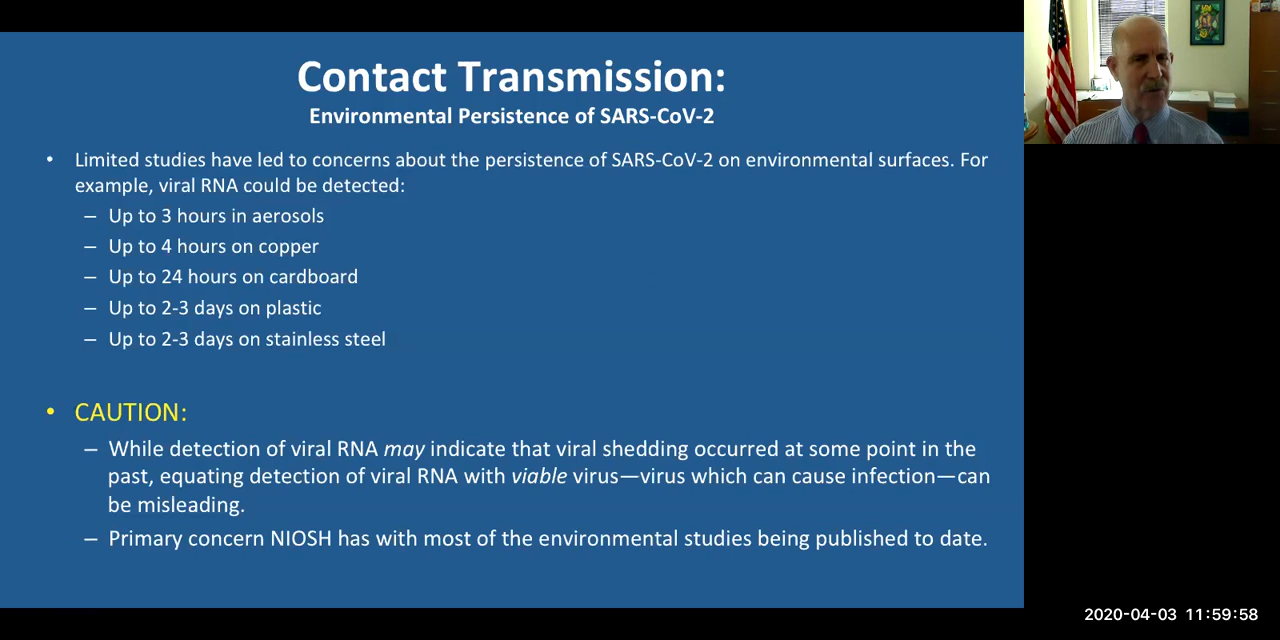 Contact Transmission:
Environmental Persistence of SARS-CoV-2
• Limited studies have led to concerns about the persistence of SARS-CoV-2 on environmental surfaces. For
example, viral RNA could be detected:
– Up to 3 hours in aerosols
– Up to 4 hours on copper
– Up to 24 hours on cardboard
– Up to 2-3 days on plastic
– Up to 2-3 days on stainless steel
• CAUTION:
– While detection of viral RNA may indicate that viral shedding occurred at some point in the
past, equating detection of viral RNA with viable virus—virus which can cause infection—can
be misleading.
– Primary concern NIOSH has with most of the environmental studies being published to date.
2020-04-03 11:59:58